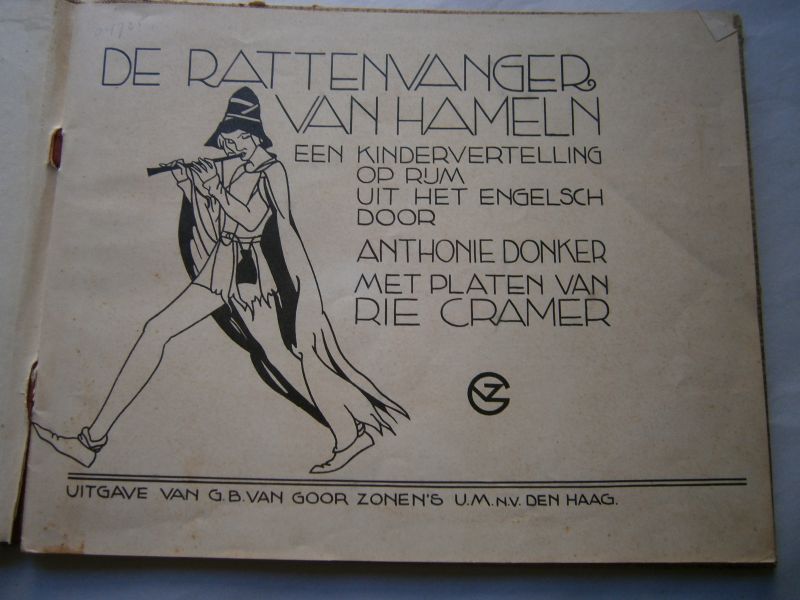 DE RATTENVANGER
VAN HAMELN
EEN KINDERVERTELLING
OP RIJM
UIT HET ENGELSCH
DOOR
ANTHONIE DONKER
MET PLATEN VAN
RIE CRAMER
UITGAVE VAN G.B. VAN GOOR ZONEN'S U.M. N.V. DEN HAAG.